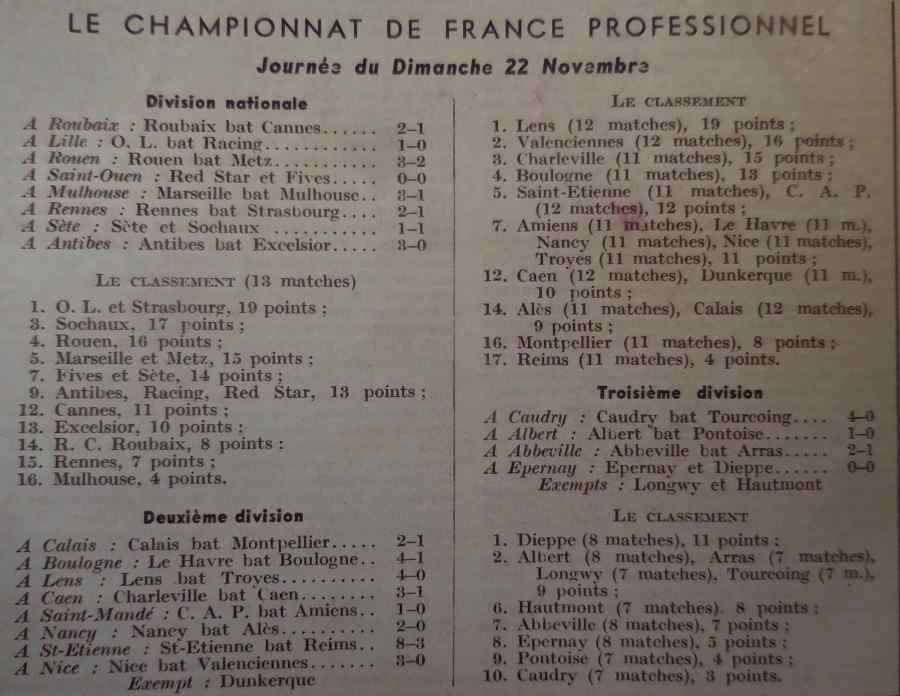 LE CHAMPIONNAT DE FRANCE PROFESSIONNEL
Journée du Dimanche 22 Novembre
Division nationale
A Roubaix : Roubaix bat Cannes...... 2–1
A Lille : O. L. bat Racing........... 1–0
A Rouen : Rouen bat Metz........... 3–2
A Saint-Ouen : Red Star et Fives..... 0–0
A Mulhouse : Marseille bat Mulhouse.. 3–1
A Rennes : Rennes bat Strasbourg.... 2–1
A Sète : Sète et Sochaux .......... 1–1
A Antibes : Antibes bat Excelsior..... 3–0
LE CLASSEMENT (13 matches)
1. O. L. et Strasbourg, 19 points ;
3. Sochaux, 17 points ;
4. Rouen, 16 points ;
5. Marseille et Metz, 15 points ;
7. Fives et Sète, 14 points ;
9. Antibes, Racing, Red Star, 13 points ;
12. Cannes, 11 points ;
13. Excelsior, 10 points ;
14. R. C. Roubaix, 8 points :
15. Rennes, 7 points ;
16. Mulhouse, 4 points.
Deuxième division
A Calais : Calais bat Montpellier..... 2–1
A Boulogne : Le Havre bat Boulogne.. 4–1
A Lens : Lens bat Troyes.......... 4–0
A Caen : Charleville bat Caen........ 3–1
A Saint-Mandé : C. A. P. bat Amiens.. 1–0
A Nancy : Nancy bat Alès........... 2–0
A St-Etienne : St-Etienne bat Reims.. 8–3
A Nice : Nice bat Valenciennes....... 3–0
Exempt : Dunkerque
LE CLASSEMENT
1. Lens (12 matches), 19 points ;
2. Valenciennes (12 matches), 16 points ;
3. Charleville (11 matches), 15 points ;
4. Boulogne (11 matches), 13 points ;
5. Saint-Etienne (11 matches), C. A. P.
(12 matches), 12 points ;
7. Amiens (11 matches), Le Havre (11 m.),
Nancy (11 matches), Nice (11 matches),
Troyes (11 matches), 11 points ;
12. Caen (12 matches), Dunkerque (11 m.),
10 points ;
14. Alès (11 matches), Calais (12 matches),
9 points ;
16. Montpellier (11 matches), 8 points ;
17. Reims (11 matches), 4 points.
Troisième division
A Caudry : Caudry bat Tourcoing.... 4–0
A Albert : Albert bat Pontoise....... 1–0
A Abbeville : Abbeville bat Arras..... 2–1
A Epernay : Epernay et Dieppe...... 0–0
Exempts : Longwy et Hautmont
LE CLASSEMENT
1. Dieppe (8 matches), 11 points ;
2. Albert (8 matches), Arras (7 matches),
Longwy (7 matches), Tourcoing (7 m.),
9 points ;
6. Hautmont (7 matches). 8 points ;
7. Abbeville (8 matches), 7 points ;
8. Epernay (8 matches), 5 points ;
9. Pontoise (7 matches), 4 points ;
10. Caudry (7 matches), 3 points.